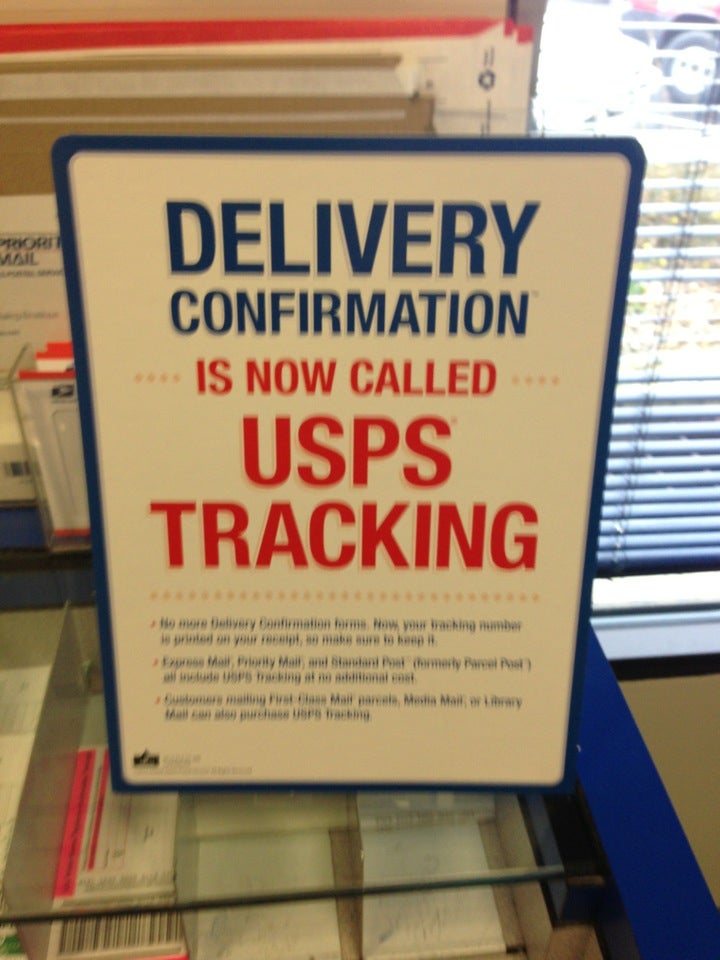 PRIORIT
MAIL
DELIVERY
CONFIRMATION™
IS NOW CALLED
USPS®
TRACKING
No more Delivery Confirmation forms. Now, your tracking number
is printed on your receipt, so make sure to keep it.
Express Mail®, Priority Mail®, and Standard Post™ (formerly Parcel Post®)
all include USPS Tracking at no additional cost.
Customers mailing First-Class Mail® parcels, Media Mail®, or Library
Mail can also purchase USPS Tracking.